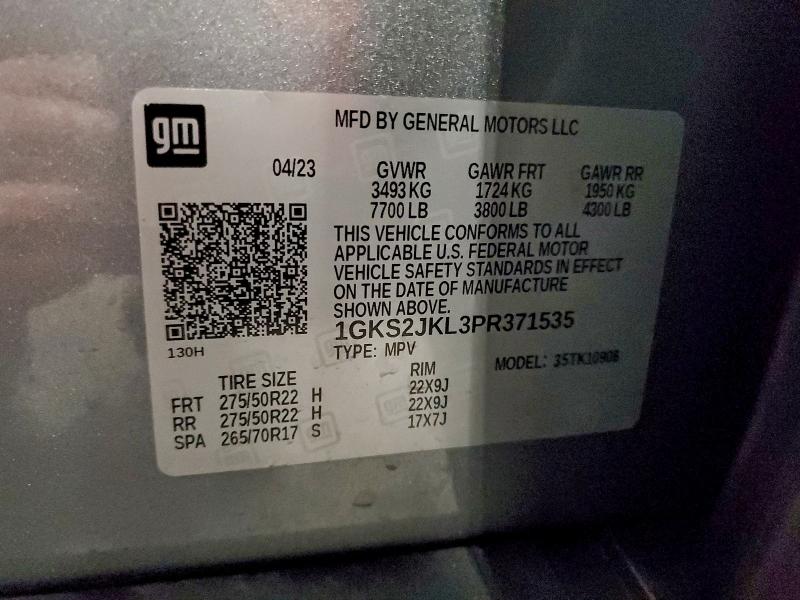 gm
MFD BY GENERAL MOTORS LLC
04/23 GVWR GAWR FRT GAWR RR
3493 KG 1724 KG 1950 KG
7700 LB 3800 LB 4300 LB
THIS VEHICLE CONFORMS TO ALL
APPLICABLE U.S. FEDERAL MOTOR
VEHICLE SAFETY STANDARDS IN EFFECT
ON THE DATE OF MANUFACTURE
SHOWN ABOVE.
1GKS2JKL3PR371535
130H
TYPE: MPV MODEL: 35TK10906
TIRE SIZE RIM
FRT 275/50R22 H 22X9J
RR 275/50R22 H 22X9J
SPA 265/70R17 S 17X7J